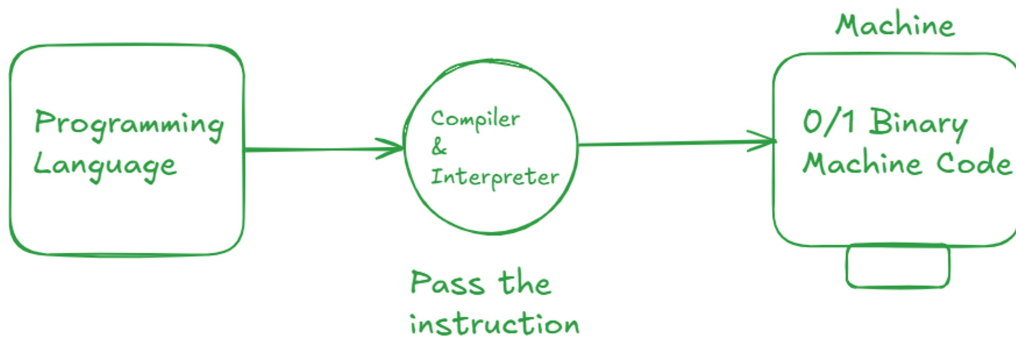 Programming
Language
Compiler
&
Interpreter
Pass the
instruction
Machine
0/1 Binary
Machine Code